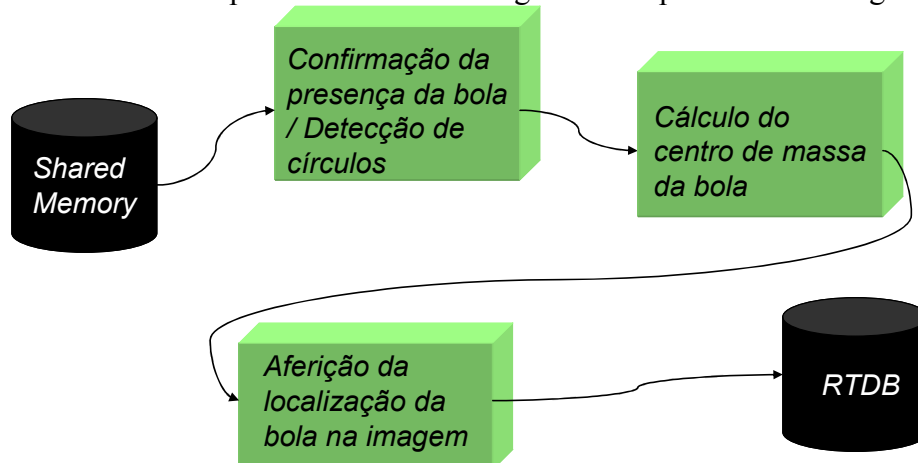 Shared
Memory
Confirmação da
presença da bola
/ Detecção de
círculos
Cálculo do
centro de massa
da bola
Aferição da
localização da
bola na imagem
RTDB